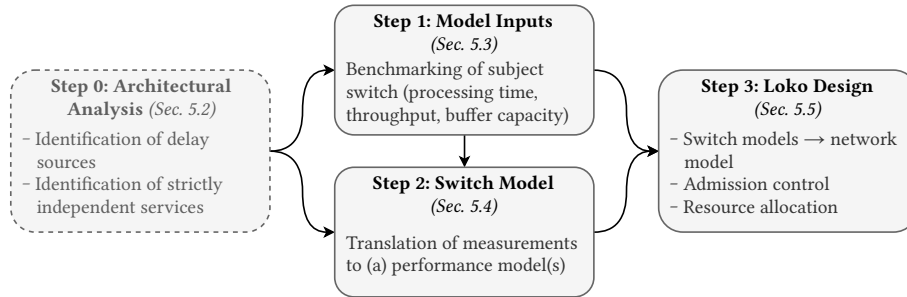 Step 0: Architectural
Analysis (Sec. 5.2)
– Identification of delay
sources
– Identification of strictly
independent services
Step 1: Model Inputs
(Sec. 5.3)
Benchmarking of subject
switch (processing time,
throughput, buffer capacity)
Step 2: Switch Model
(Sec. 5.4)
Translation of measurements
to (a) performance model(s)
Step 3: Loko Design
(Sec. 5.5)
– Switch models → network
model
– Admission control
– Resource allocation